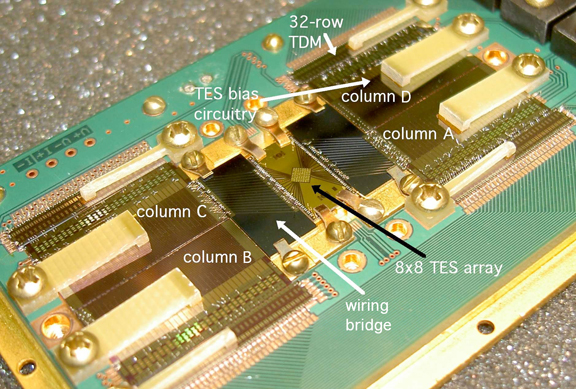 32-row
TDM
TES bias
circuitry
column D
column A
column C
column B
8x8 TES array
wiring
bridge